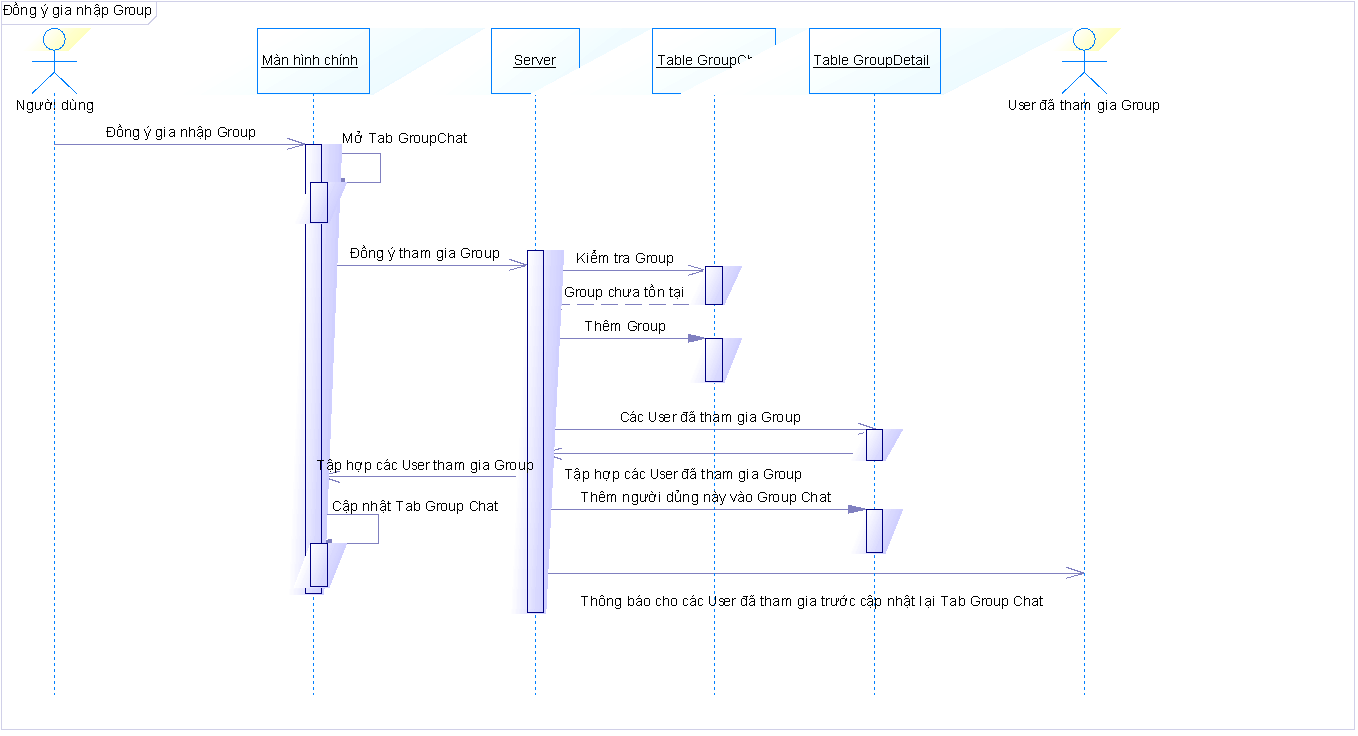 Đồng ý gia nhập Group
Người dùng
Màn hình chính
Server
Table
Table GroupDetail
User đã tham gia Group
Đồng ý gia nhập Group
Mở Tab GroupChat
Đồng ý tham gia Group
Kiểm tra Group
Group chưa tồn tại
Thêm Group
Các User đã tham gia Group
Tập hợp các User tham gia Group
Tập hợp các User đã tham gia Group
Thêm người dủng này vào Group Chat
Cập nhật Tab Group Chat
Thông báo cho các User đã tham gia trước cập nhật lại Tab Group Chat